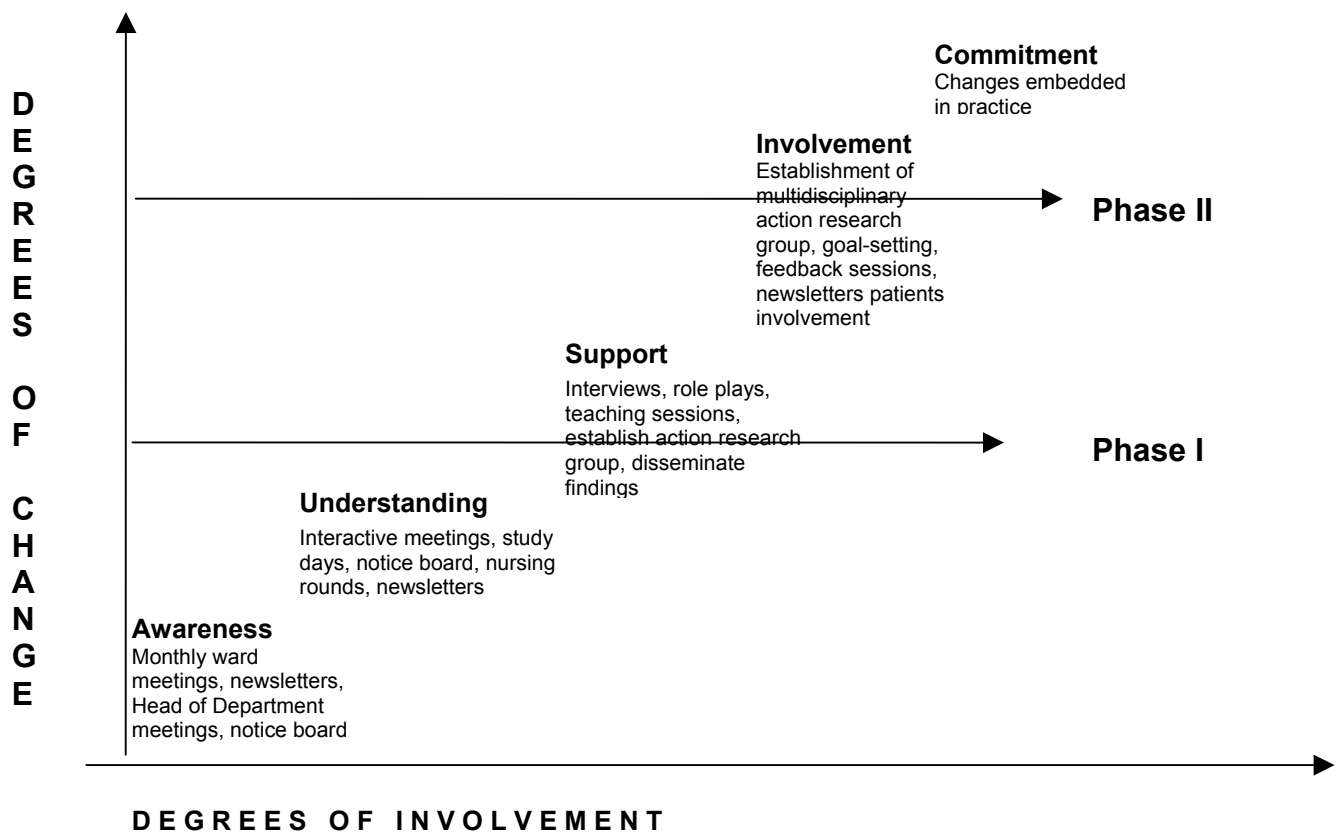 DEGREES OF CHANGE
Commitment
Changes embedded
in practice
Involvement
Establishment of
multidisciplinary
action research
group, goal-setting,
feedback sessions,
newsletters patients
involvement
Phase II
Support
Interviews, role plays,
teaching sessions,
establish action research
group, disseminate
findings
Phase I
Understanding
Interactive meetings, study
days, notice board, nursing
rounds, newsletters
Awareness
Monthly ward
meetings, newsletters,
Head of Department
meetings, notice board
DEGREES OF INVOLVEMENT